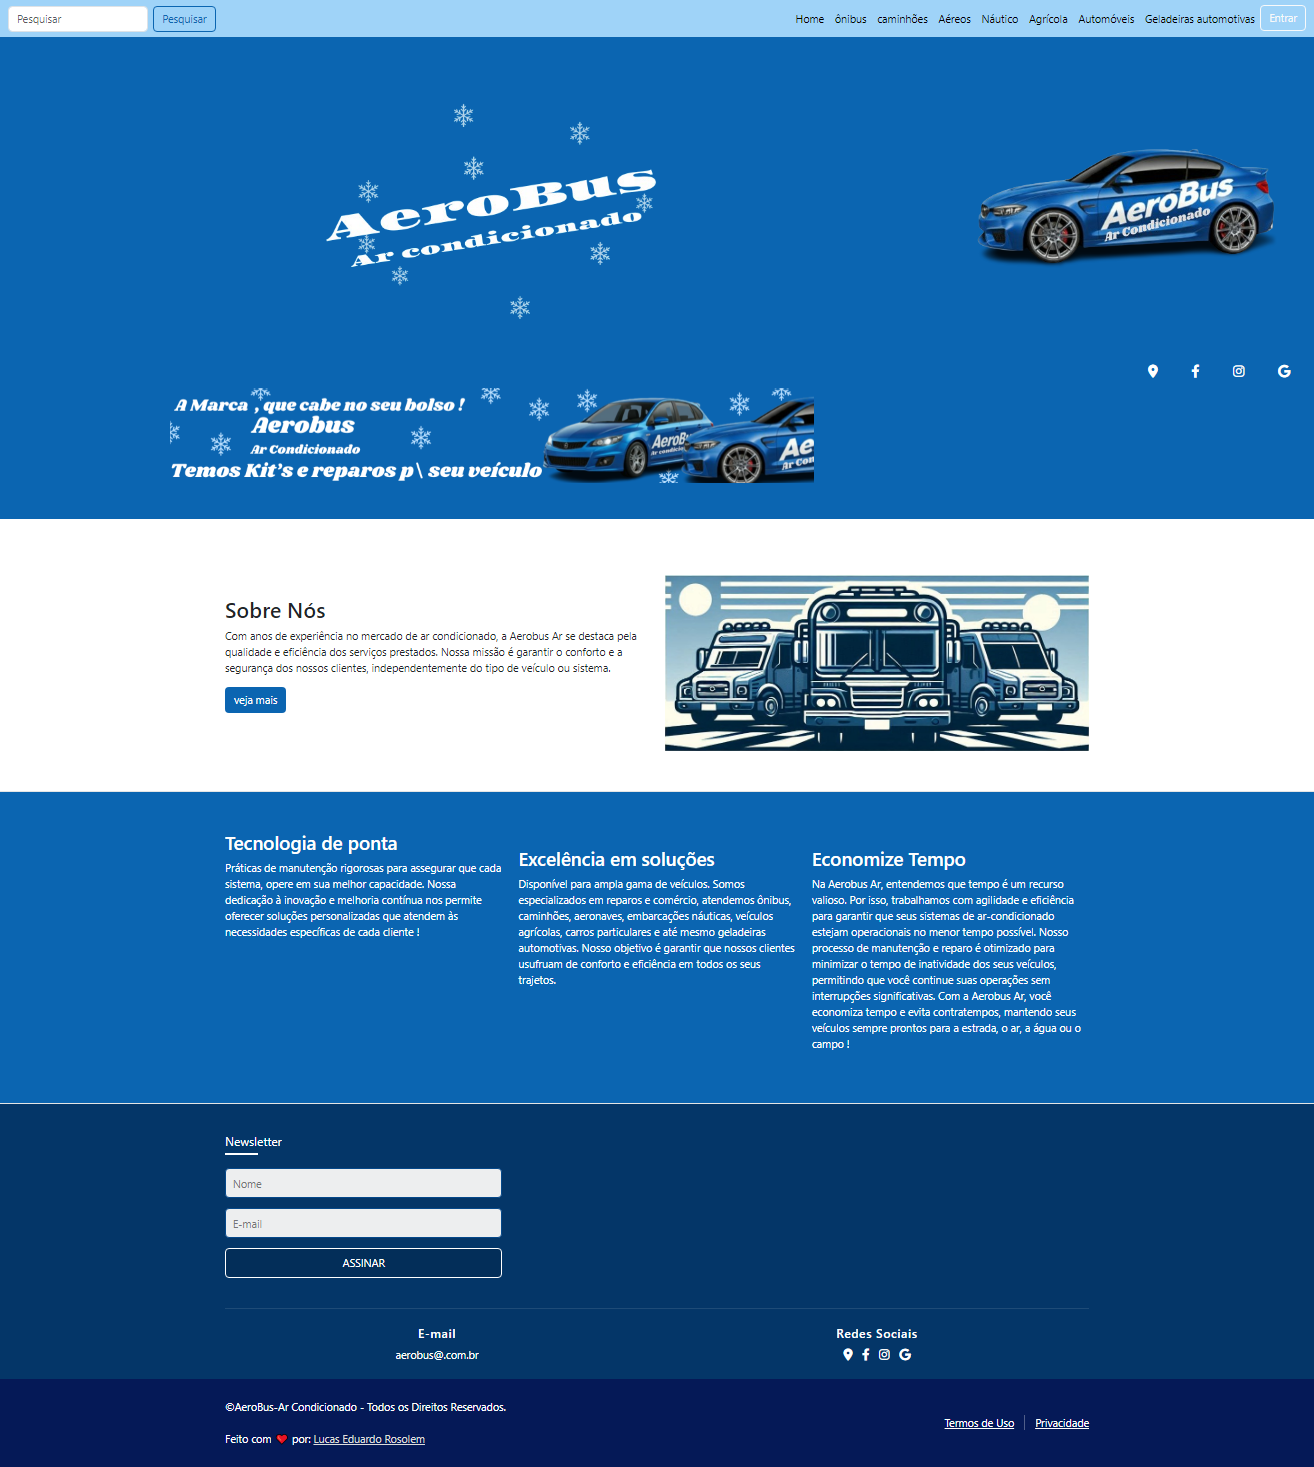 Pesquisar
Pesquisar
Home ônibus caminhões Aéreos Náutico Agrícola Automóveis Geladeiras automotivas Entrar
AeroBus
Ar condicionado
AeroBus
Ar Condicionado
A Marca , que cabe no seu bolso !
Aerobus
Ar Condicionado
Temos Kit's e reparos p\ seu veículo
Sobre Nós
Com anos de experiência no mercado de ar condicionado, a Aerobus Ar se destaca pela
qualidade e eficiência dos serviços prestados. Nossa missão é garantir o conforto e a
segurança dos nossos clientes, independentemente do tipo de veículo ou sistema.
veja mais
Tecnologia de ponta
Práticas de manutenção rigorosas para assegurar que cada
sistema, opere em sua melhor capacidade. Nossa
dedicação à inovação e melhoria contínua nos permite
oferecer soluções personalizadas que atendem às
necessidades específicas de cada cliente !
Excelência em soluções
Disponível para ampla gama de veículos. Somos
especializados em reparos e comércio, atendemos ônibus,
caminhões, aeronaves, embarcações náuticas, veículos
agrícolas, carros particulares e até mesmo geladeiras
automotivas. Nosso objetivo é garantir que nossos clientes
usufruam de conforto e eficiência em todos os seus
trajetos.
Economize Tempo
Na Aerobus Ar, entendemos que tempo é um recurso
valioso. Por isso, trabalhamos com agilidade e eficiência
para garantir que seus sistemas de ar-condicionado
estejam operacionais no menor tempo possível. Nosso
processo de manutenção e reparo é otimizado para
minimizar o tempo de inatividade dos seus veículos,
permitindo que você continue suas operações sem
interrupções significativas. Com a Aerobus Ar, você
economiza tempo e evita contratempos, mantendo seus
veículos sempre prontos para a estrada, o ar, a água ou o
campo !
Newsletter
Nome
E-mail
ASSINAR
E-mail
aerobus@.com.br
Redes Sociais
©AeroBus-Ar Condicionado - Todos os Direitos Reservados.
Feito com por: Lucas Eduardo Rosolem
Termos de Uso
Privacidade